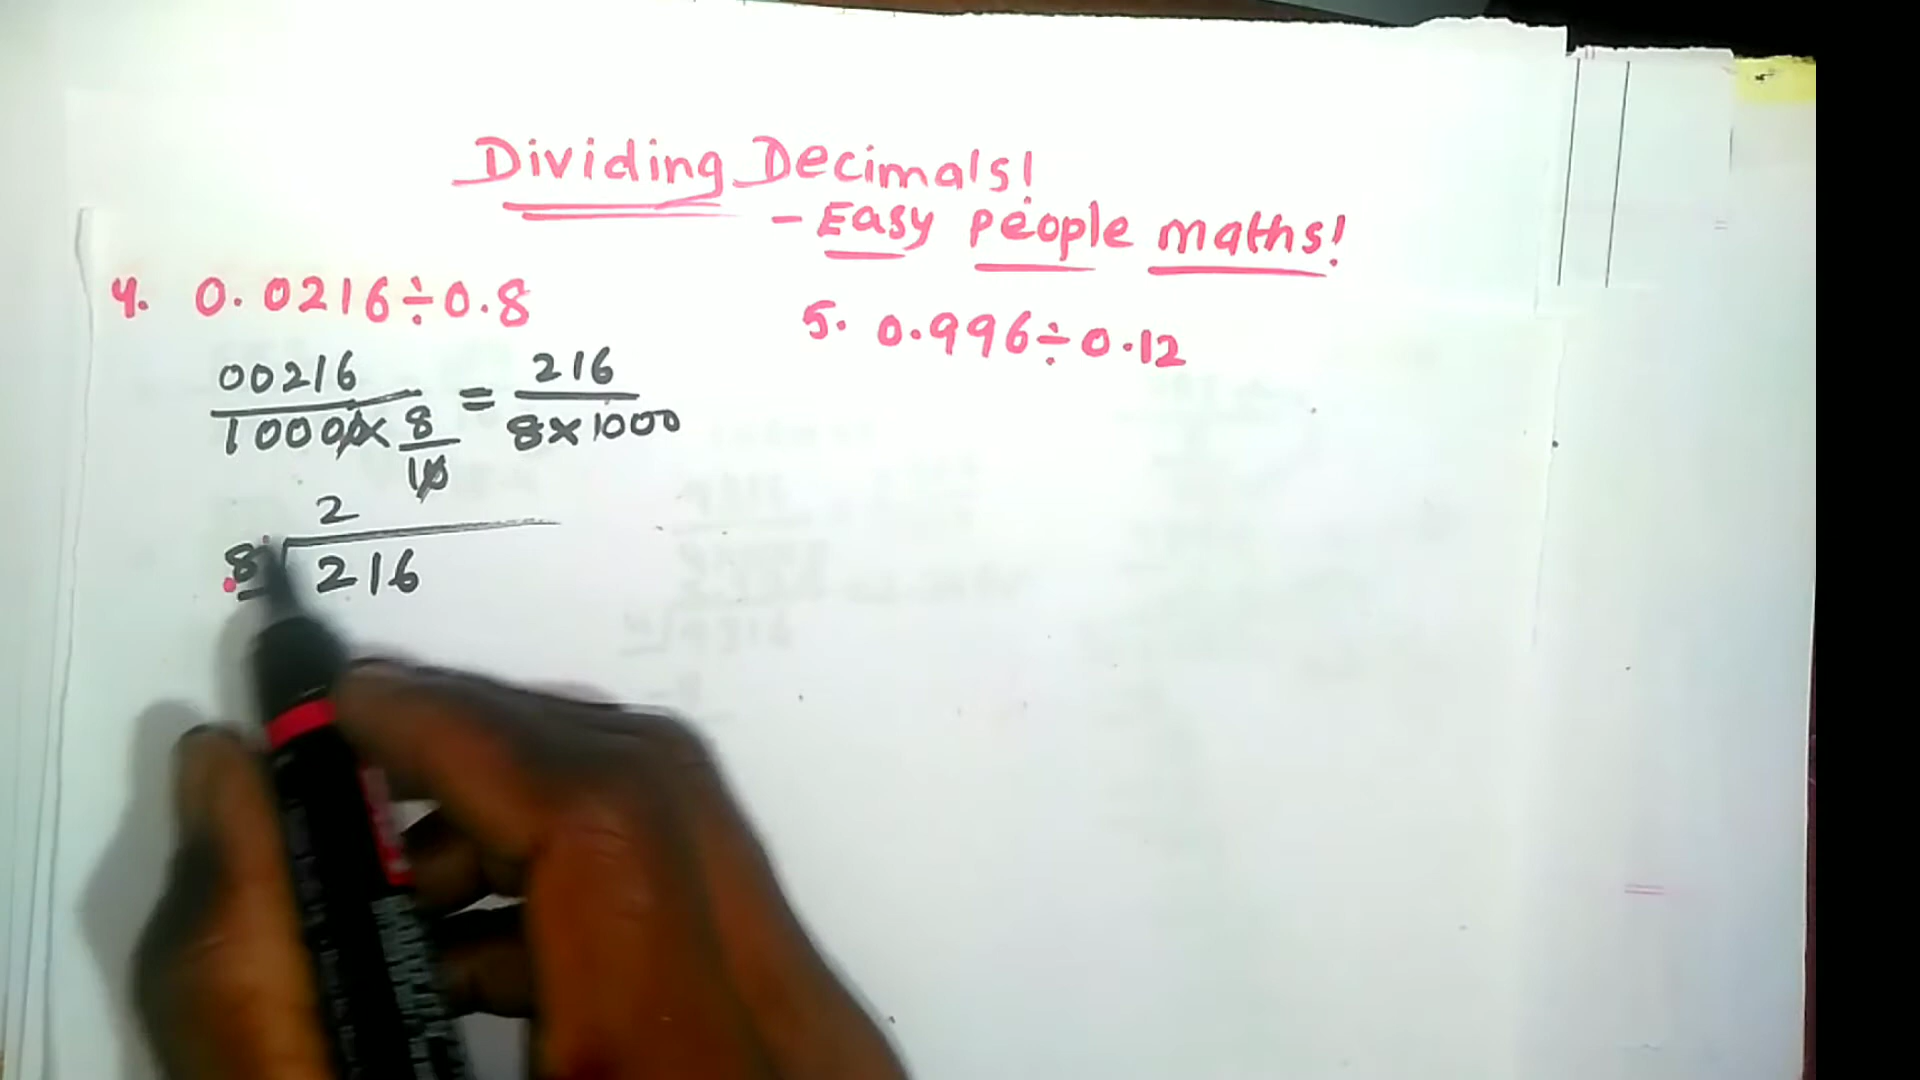 Dividing Decimals!
- Easy people maths!
4. 0.0216÷0.8
5. 0.996÷0.12
00216 = 216
10000× 8 8×1000
10
2
8 216